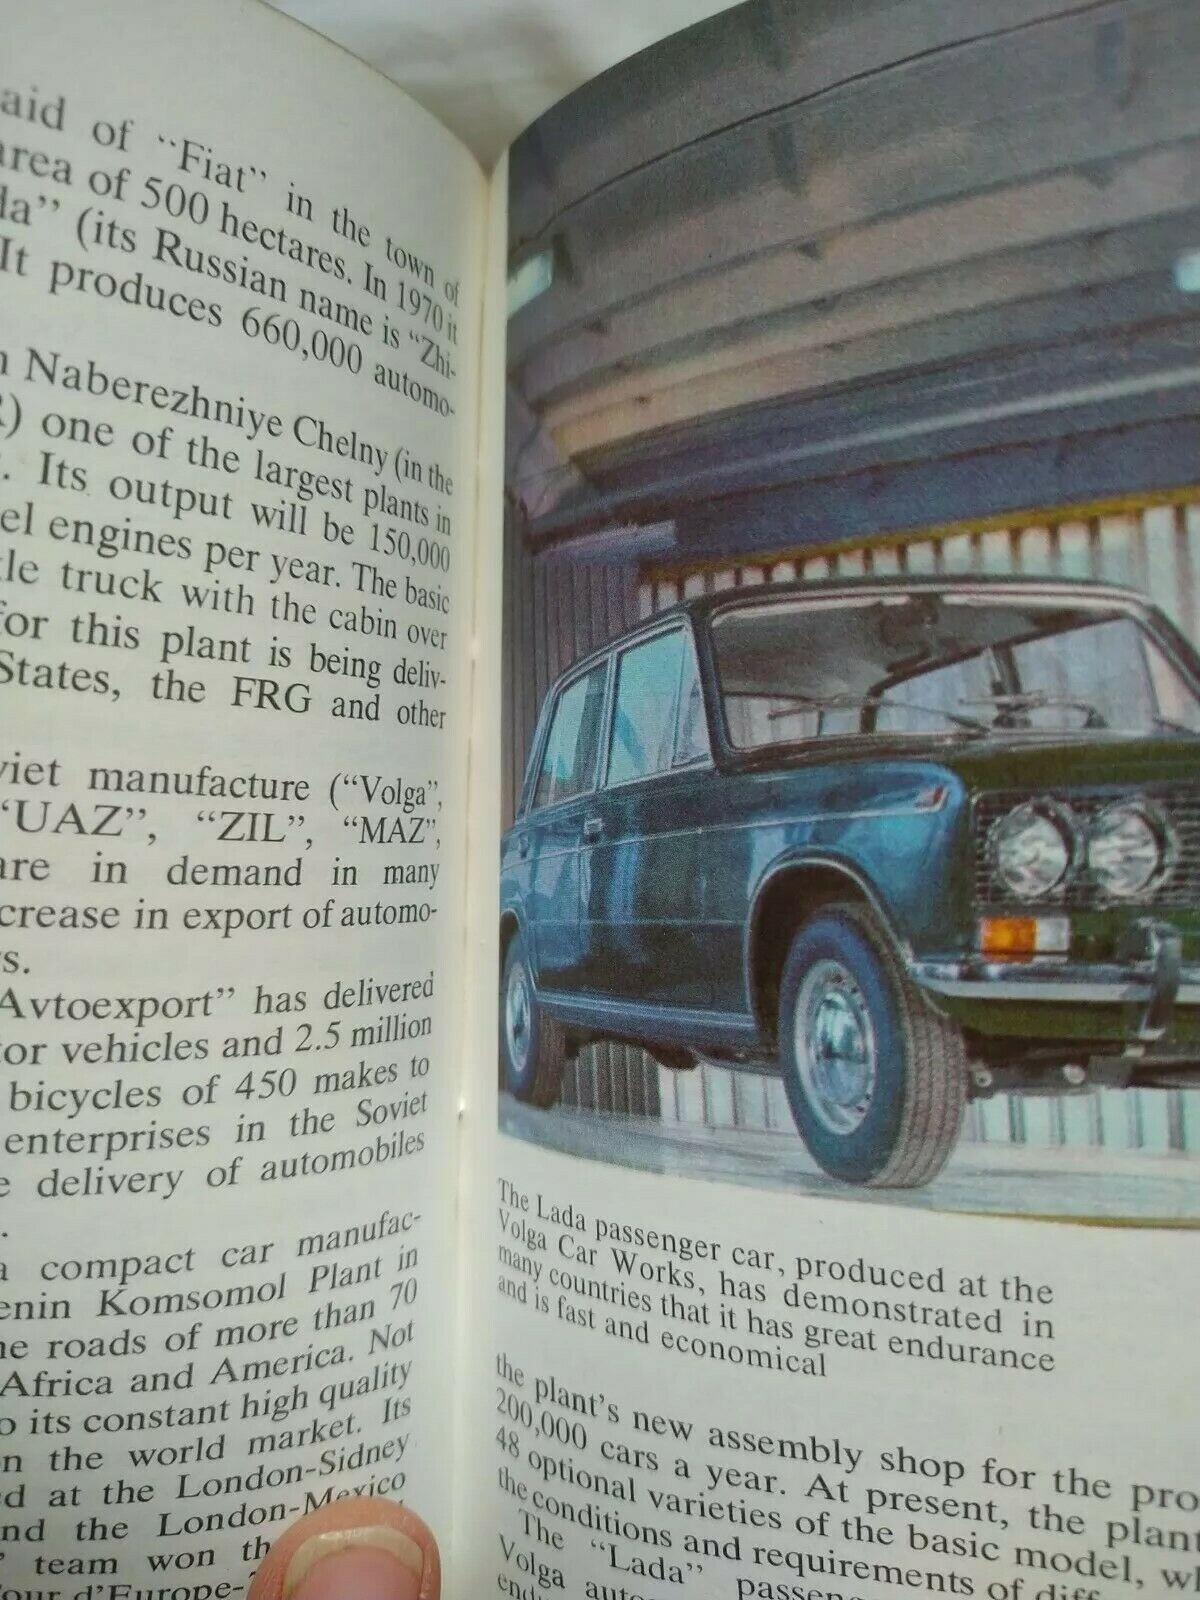 aid of “Fiat” in the town of
area of 500 hectares. In 1970 it
da” (its Russian name is “Zhi-
It produces 660,000 automo-
n Naberezhniye Chelny (in the
R) one of the largest plants in
. Its output will be 150,000
el engines per year. The basic
cle truck with the cabin over
for this plant is being deliv-
States, the FRG and other
viet manufacture (“Volga”,
“UAZ”, “ZIL”, “MAZ”,
are in demand in many
crease in export of automo-
s.
Avtoexport” has delivered
tor vehicles and 2.5 million
bicycles of 450 makes to
enterprises in the Soviet
e delivery of automobiles
.
a compact car manufac-
enin Komsomol Plant in
he roads of more than 70
Africa and America. Not
o its constant high quality
n the world market. Its
ed at the London-Sidney
nd the London-Mexico
” team won th
Tour d’Europe-
The Lada passenger car, produced at the
Volga Car Works, has demonstrated in
many countries that it has great endurance
and is fast and economical
the plant’s new assembly shop for the pro
200,000 cars a year. At present, the plant
48 optional varieties of the basic model, wh
the conditions and requirements of diff
The “Lada” passen
Volga auto
end